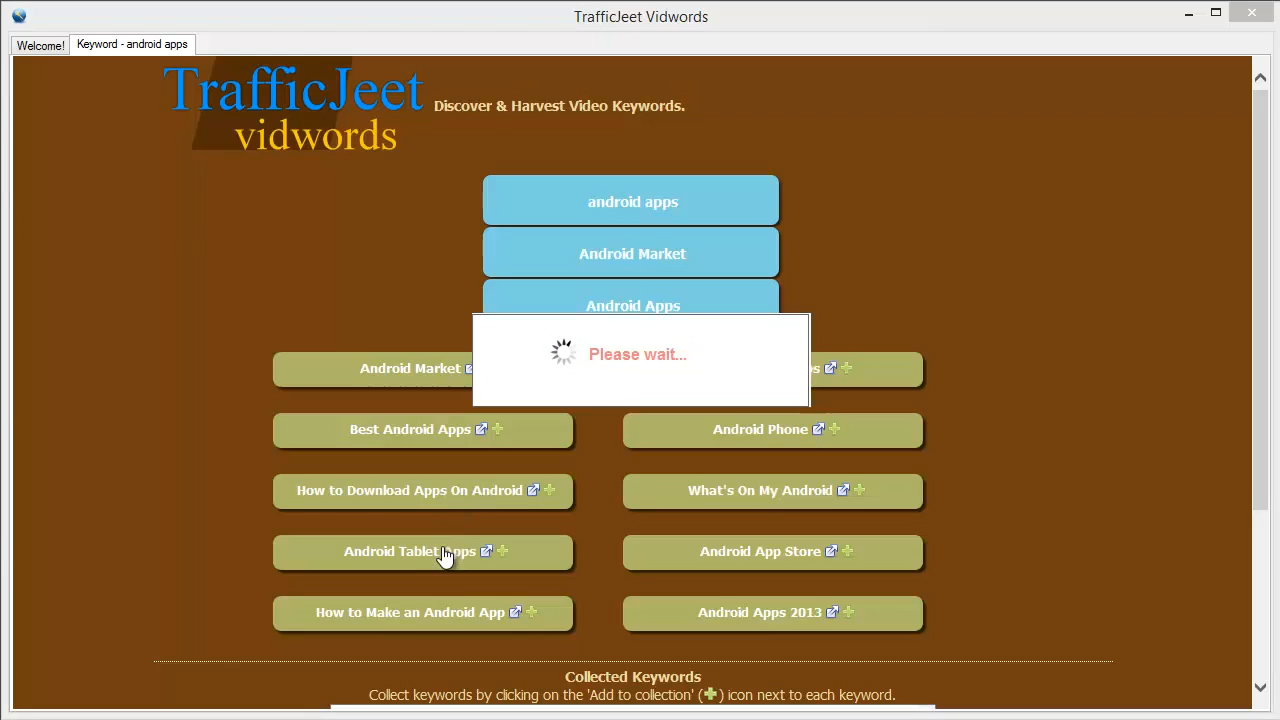 TrafficJeet Vidwords
Welcome!
Keyword - android apps
TrafficJeet
vidwords
Discover & Harvest Video Keywords.
android apps
Android Market
Android Apps
Please wait...
Android Market
Best Android Apps
Android Phone
How to Download Apps On Android
What's On My Android
Android Tablet Apps
Android App Store
How to Make an Android App
Android Apps 2013
Collected Keywords
Collect keywords by clicking on the 'Add to collection' ( ) icon next to each keyword.